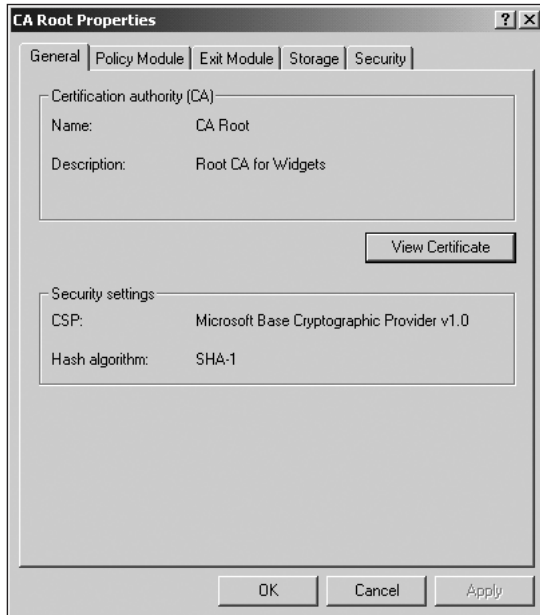 CA Root Properties
General Policy Module Exit Module Storage Security
Certification authority (CA)
Name: CA Root
Description: Root CA for Widgets
View Certificate
Security settings
CSP: Microsoft Base Cryptographic Provider v1.0
Hash algorithm: SHA-1
OK Cancel Apply